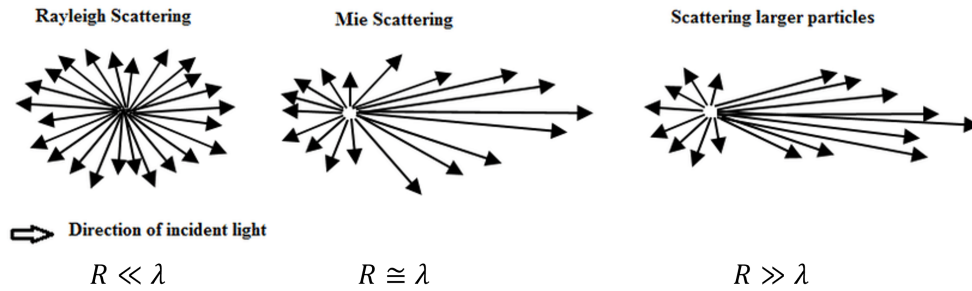 Rayleigh Scattering
Mie Scattering
Scattering larger particles
Direction of incident light
R ≪ λ
R ≅ λ
R ≫ λ